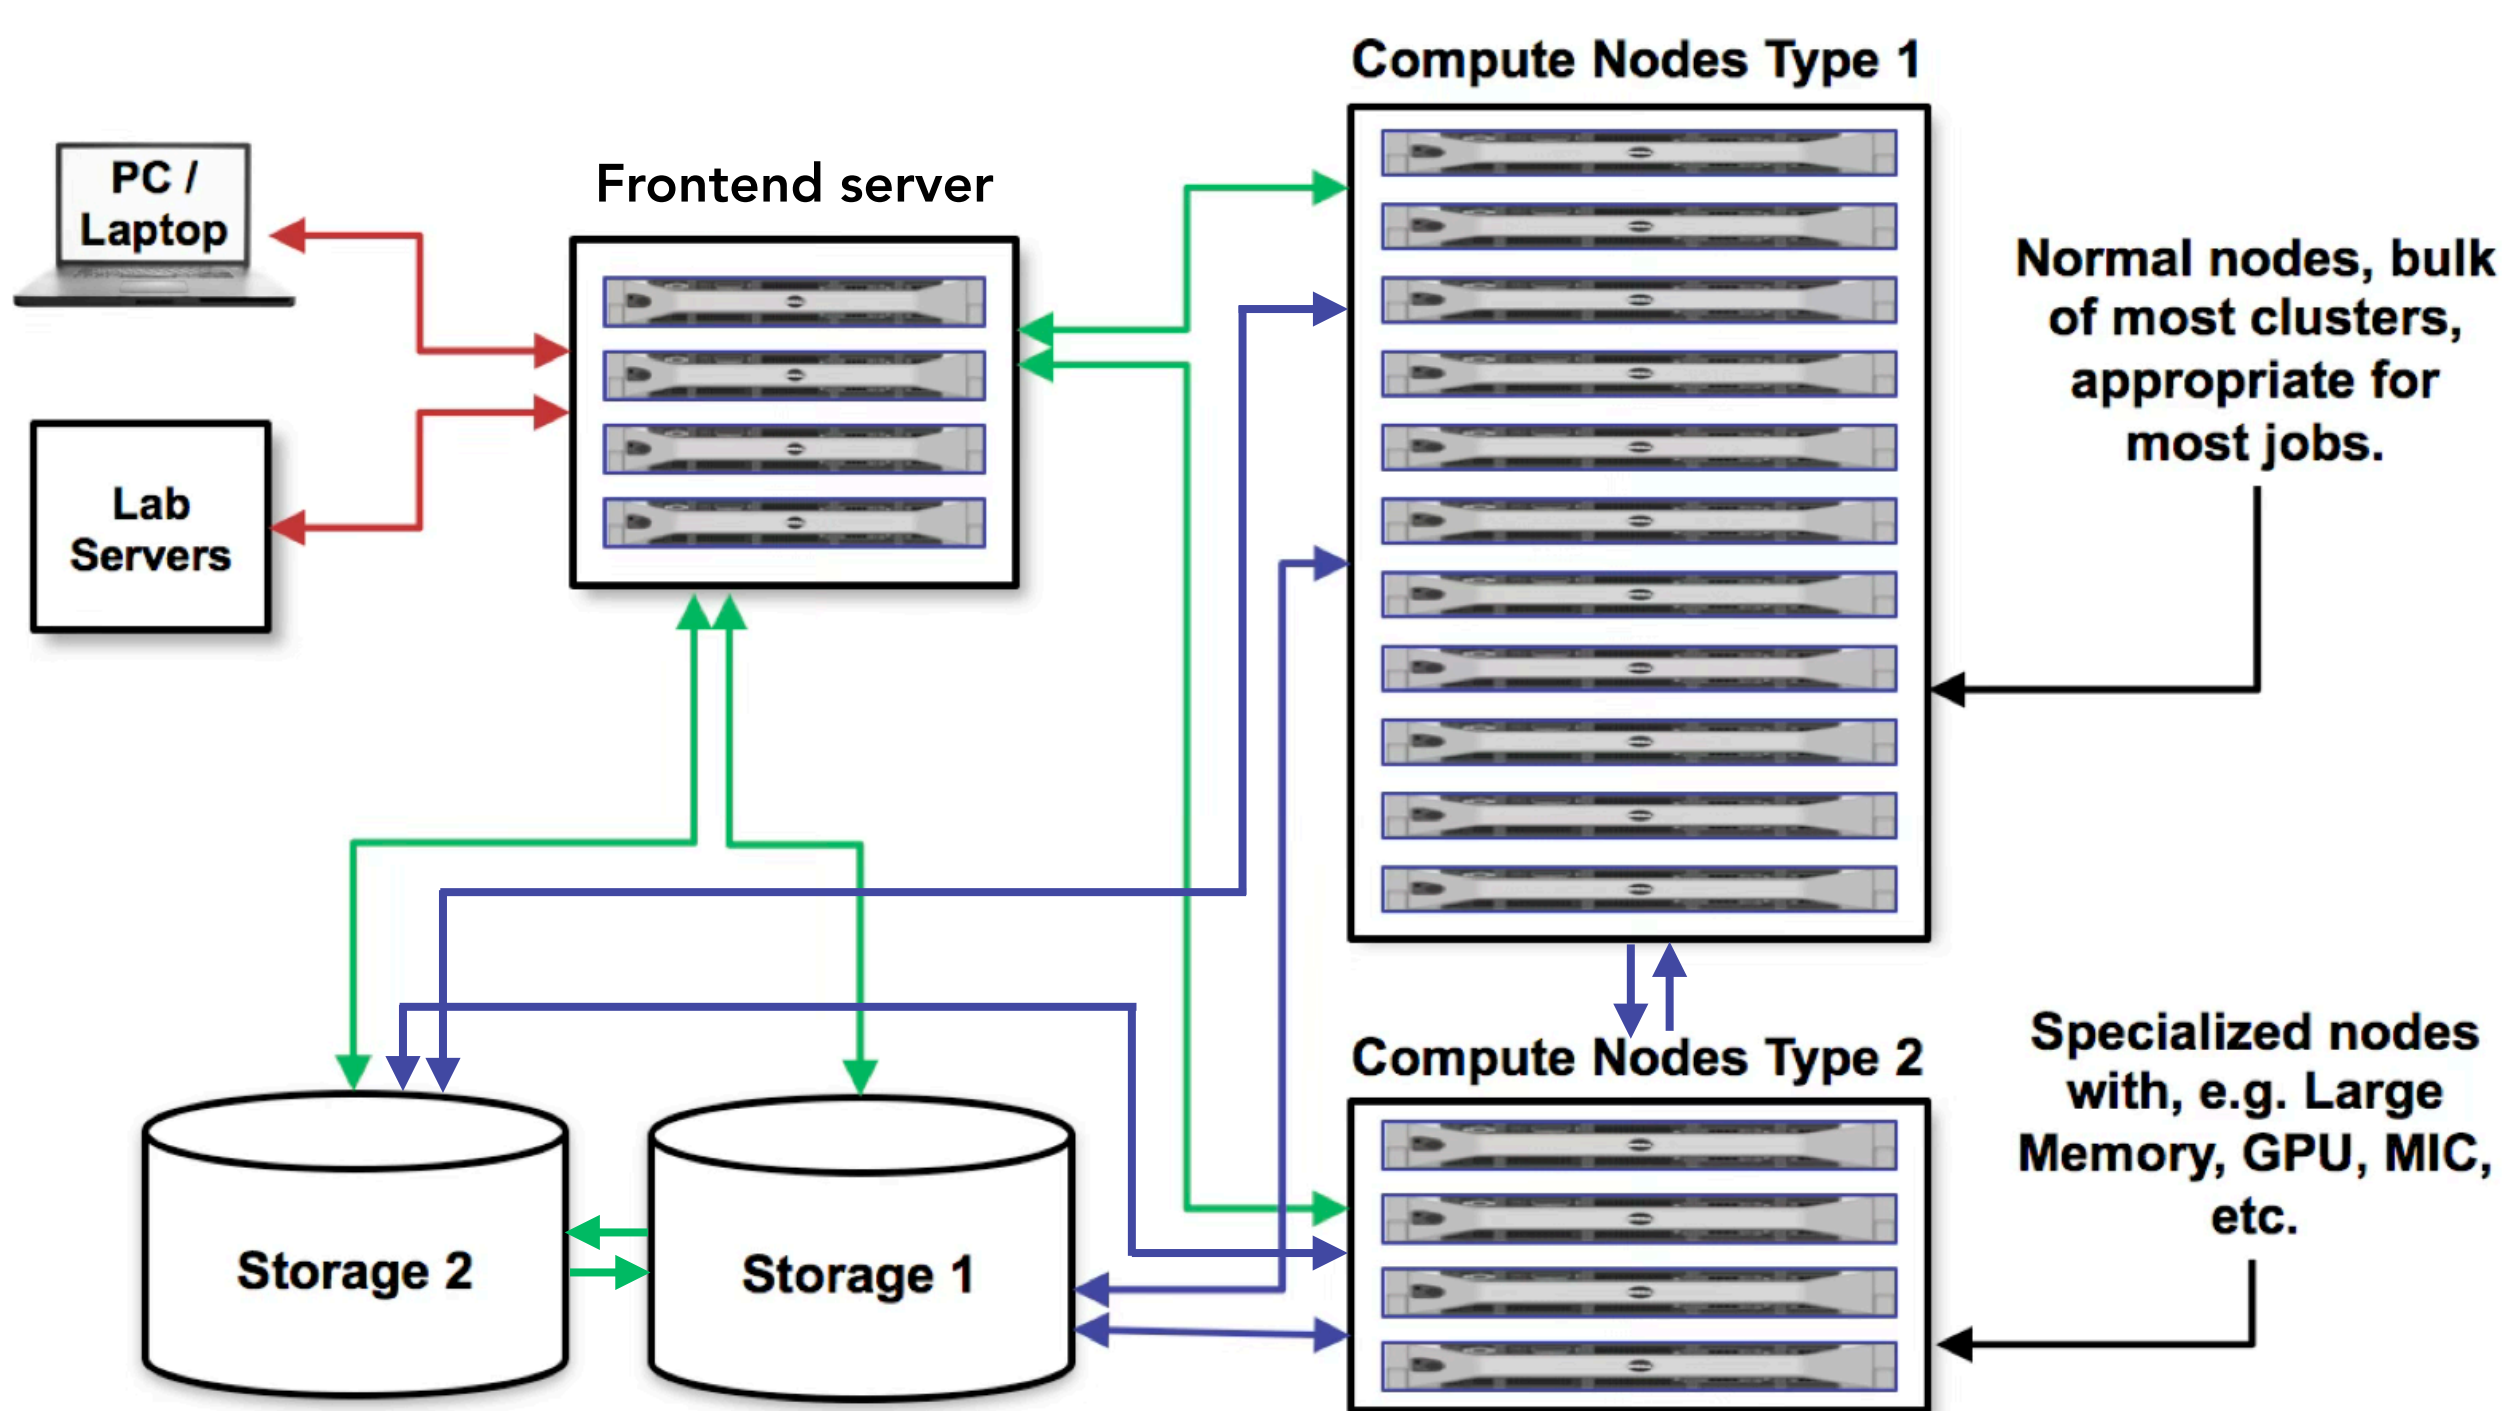 Compute Nodes Type 1
PC /
Laptop
Frontend server
Normal nodes, bulk
of most clusters,
appropriate for
most jobs.
Lab
Servers
Compute Nodes Type 2
Specialized nodes
with, e.g. Large
Memory, GPU, MIC,
etc.
Storage 2
Storage 1